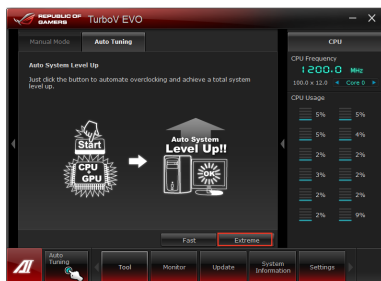 REPUBLIC OF
GAMERS
TurboV EVO
Manual Mode
Auto Tuning
CPU
Auto System Level Up
Just click the button to automate overclocking and achieve a total system
level up.
CPU Frequency
1200.0 MHz
100.0 x 12.0
Core 0
CPU Usage
5%
5%
5%
4%
2%
2%
3%
2%
2%
2%
2%
9%
Start
CPU
+
GPU
Auto System
Level Up!!
OK
Fast
Extreme
Auto
Tuning
Tool
Monitor
Update
System
Information
Settings